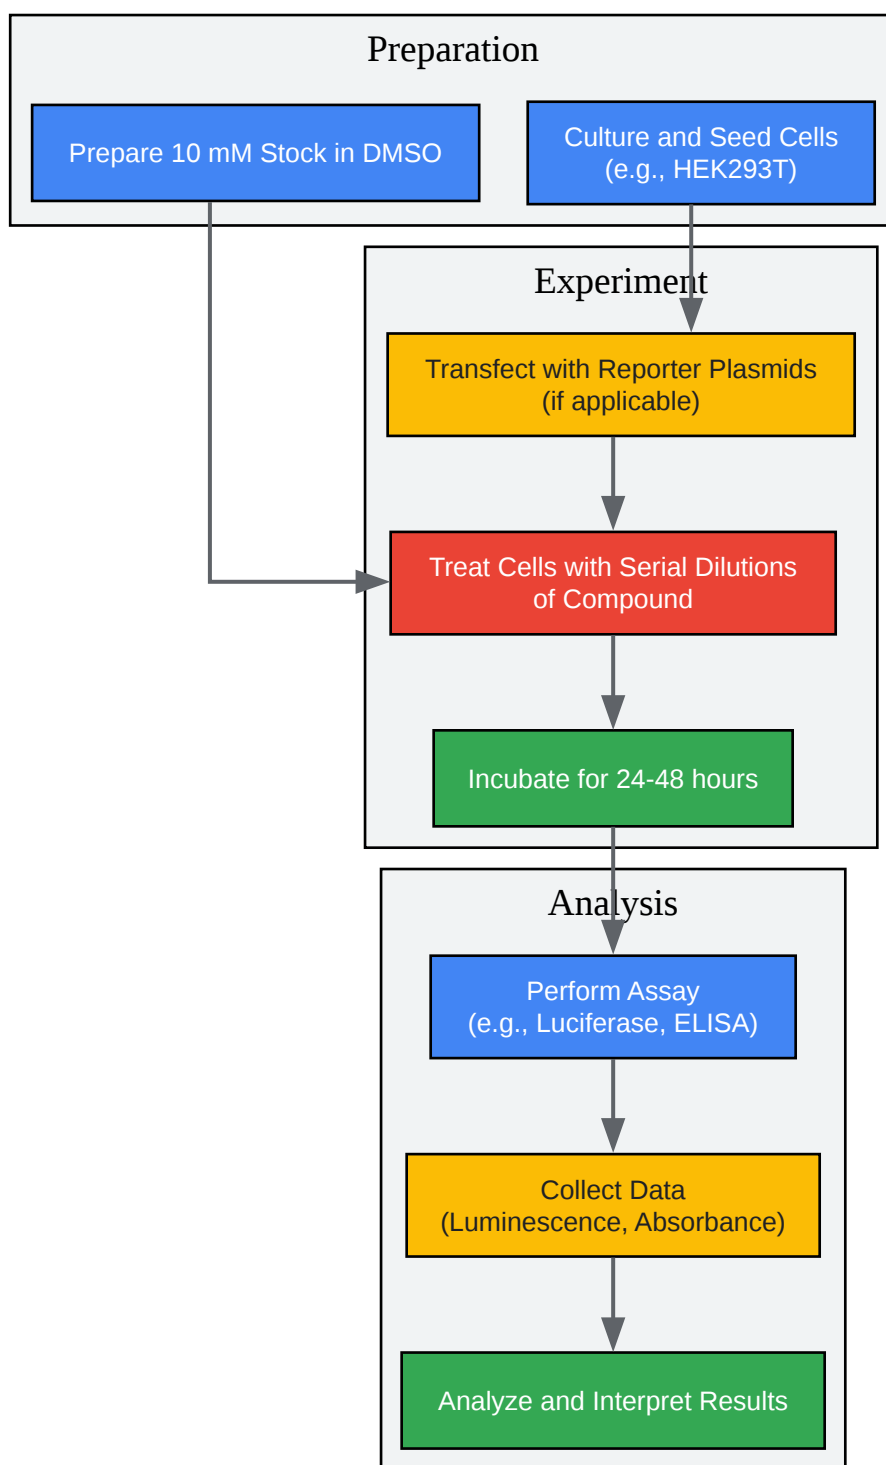 Preparation
Prepare 10 mM Stock in DMSO
Culture and Seed Cells
(e.g., HEK293T)
Experiment
Transfect with Reporter Plasmids
(if applicable)
Treat Cells with Serial Dilutions
of Compound
Incubate for 24-48 hours
Analysis
Perform Assay
(e.g., Luciferase, ELISA)
Collect Data
(Luminescence, Absorbance)
Analyze and Interpret Results